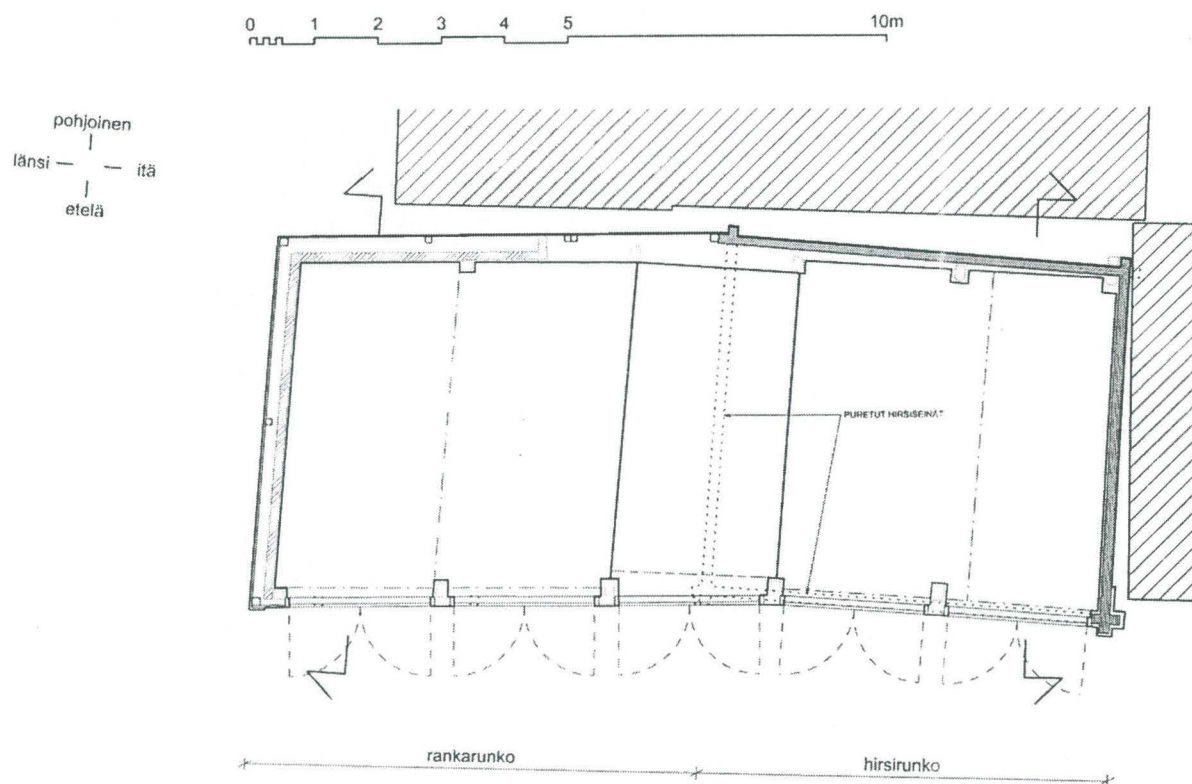 0 1 2 3 4 5 10m
pohjoinen
länsi itä
etelä
PURETUT HIRSISEINÄT
rankarunko hirsirunko